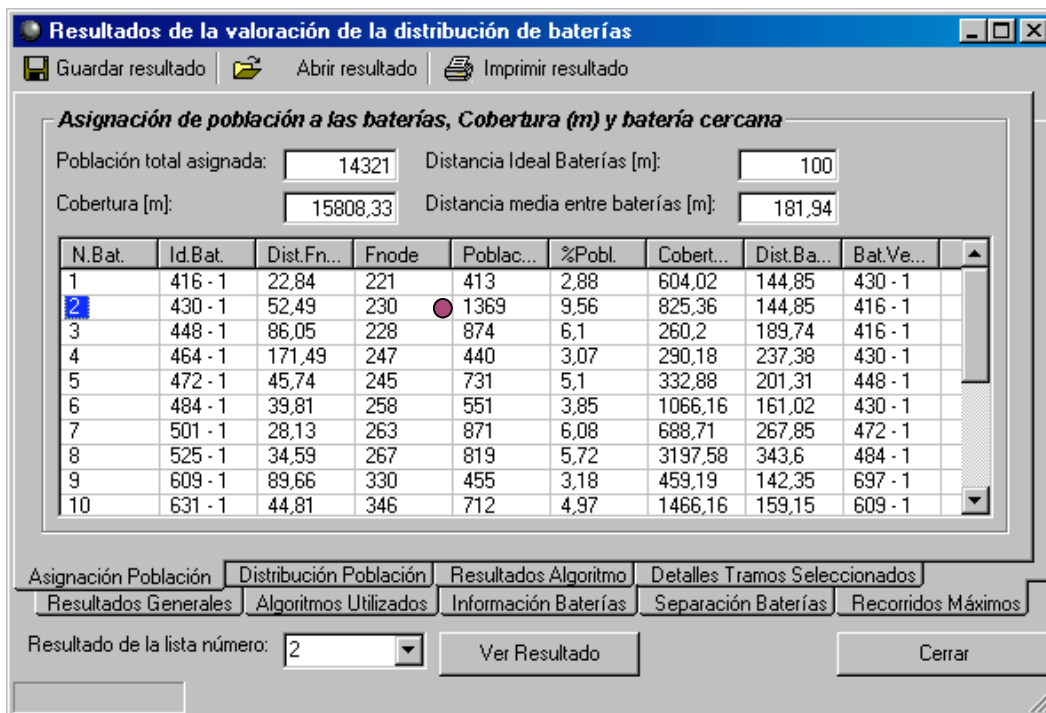 Resultados de la valoración de la distribución de baterías
Guardar resultado Abrir resultado Imprimir resultado
Asignación de población a las baterías, Cobertura (m) y batería cercana
Población total asignada: 14321 Distancia Ideal Baterías [m]: 100
Cobertura [m]: 15808,33 Distancia media entre baterías [m]: 181,94
N.Bat. Id.Bat. Dist.Fn... Fnode Poblac... %Pobl. Cobert... Dist.Ba... Bat.Ve...
1 416 - 1 22,84 221 413 2,88 604,02 144,85 430 - 1
2 430 - 1 52,49 230 1369 9,56 825,36 144,85 416 - 1
3 448 - 1 86,05 228 874 6,1 260,2 189,74 416 - 1
4 464 - 1 171,49 247 440 3,07 290,18 237,38 430 - 1
5 472 - 1 45,74 245 731 5,1 332,88 201,31 448 - 1
6 484 - 1 39,81 258 551 3,85 1066,16 161,02 430 - 1
7 501 - 1 28,13 263 871 6,08 688,71 267,85 472 - 1
8 525 - 1 34,59 267 819 5,72 3197,58 343,6 484 - 1
9 609 - 1 89,66 330 455 3,18 459,19 142,35 697 - 1
10 631 - 1 44,81 346 712 4,97 1466,16 159,15 609 - 1
Asignación Población Distribución Población Resultados Algoritmo Detalles Tramos Seleccionados
Resultados Generales Algoritmos Utilizados Información Baterías Separación Baterías Recorridos Máximos
Resultado de la lista número: 2 Ver Resultado Cerrar